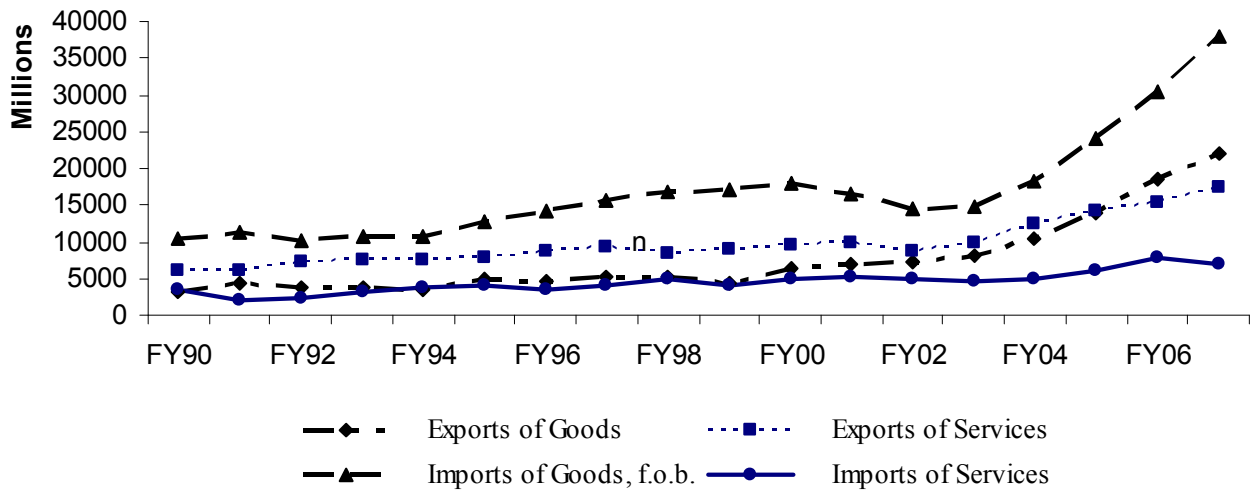 Millions
40000
35000
30000
25000
20000
15000
10000
5000
0
n
FY90 FY92 FY94 FY96 FY98 FY00 FY02 FY04 FY06
Exports of Goods Exports of Services
Imports of Goods, f.o.b. Imports of Services